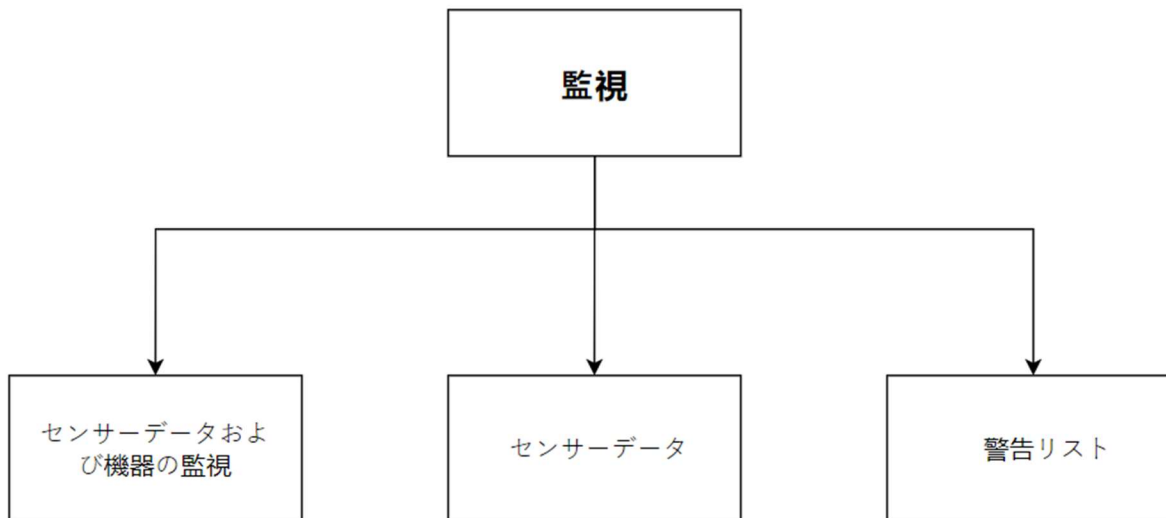 監視
センサーデータおよ
び機器の監視
センサーデータ
警告リスト